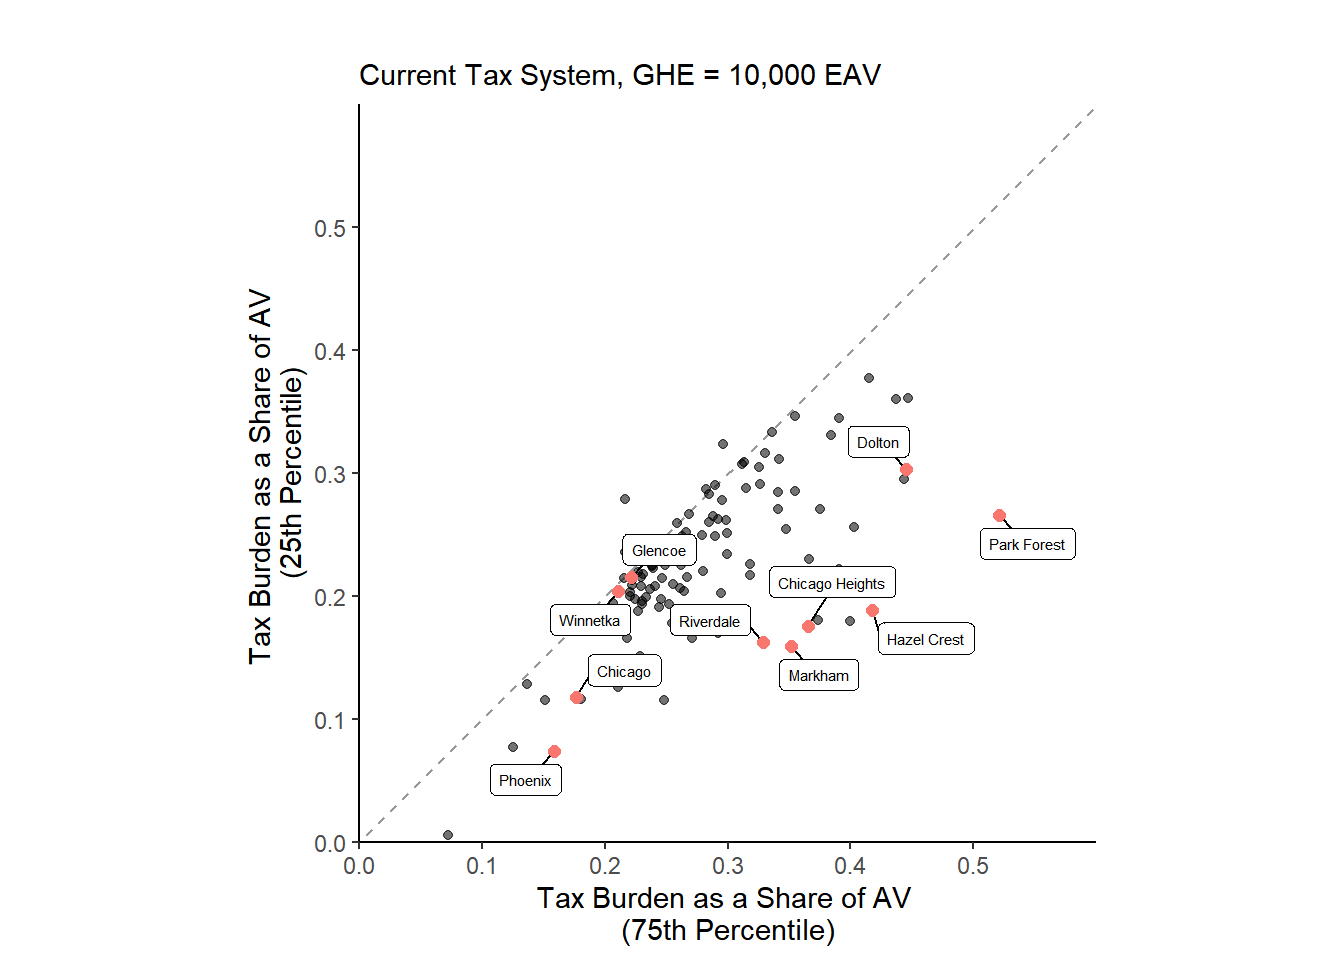 Current Tax System, GHE = 10,000 EAV
Tax Burden as a Share of AV
(25th Percentile)
0.5
0.4
0.3
0.2
0.1
0.0
Dolton
Park Forest
Glencoe
Chicago Heights
Winnetka
Riverdale
Hazel Crest
Chicago
Markham
Phoenix
0.0
0.1
0.2
0.3
0.4
0.5
Tax Burden as a Share of AV
(75th Percentile)